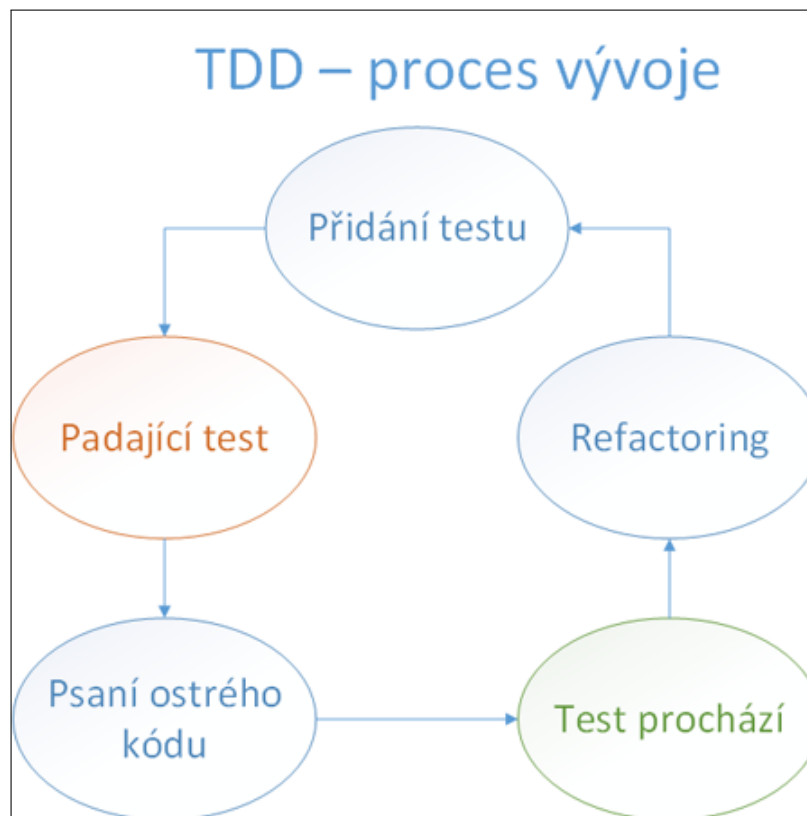 TDD – proces vývoje
Přidání testu
Padající test
Refactoring
Psaní ostrého
kódu
Test prochází